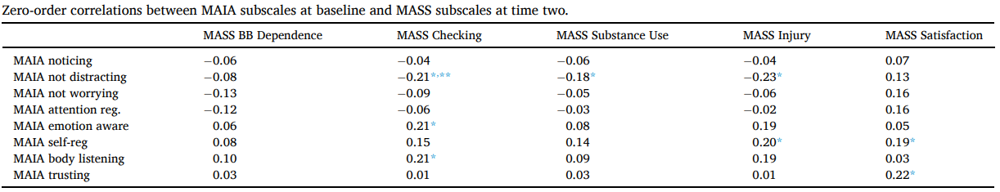 Zero-order correlations between MAIA subscales at baseline and MASS subscales at time two.
MASS BB Dependence MASS Checking MASS Substance Use MASS Injury MASS Satisfaction
MAIA noticing −0.06 −0.04 −0.06 −0.04 0.07
MAIA not distracting −0.08 −0.21*,** −0.18* −0.23* 0.13
MAIA not worrying −0.13 −0.09 −0.05 −0.06 0.16
MAIA attention reg. −0.12 −0.06 −0.03 −0.02 0.16
MAIA emotion aware 0.06 0.21* 0.08 0.19 0.05
MAIA self-reg 0.08 0.15 0.14 0.20* 0.19*
MAIA body listening 0.10 0.21* 0.09 0.19 0.03
MAIA trusting 0.03 0.01 0.03 0.01 0.22*